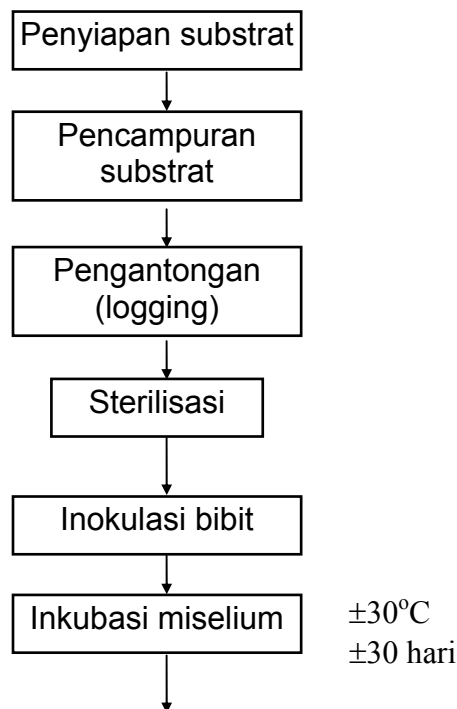 Penyiapan substrat
Pencampuran
substrat
Pengantongan
(logging)
Sterilisasi
Inokulasi bibit
Inkubasi miselium
±30°C
±30 hari